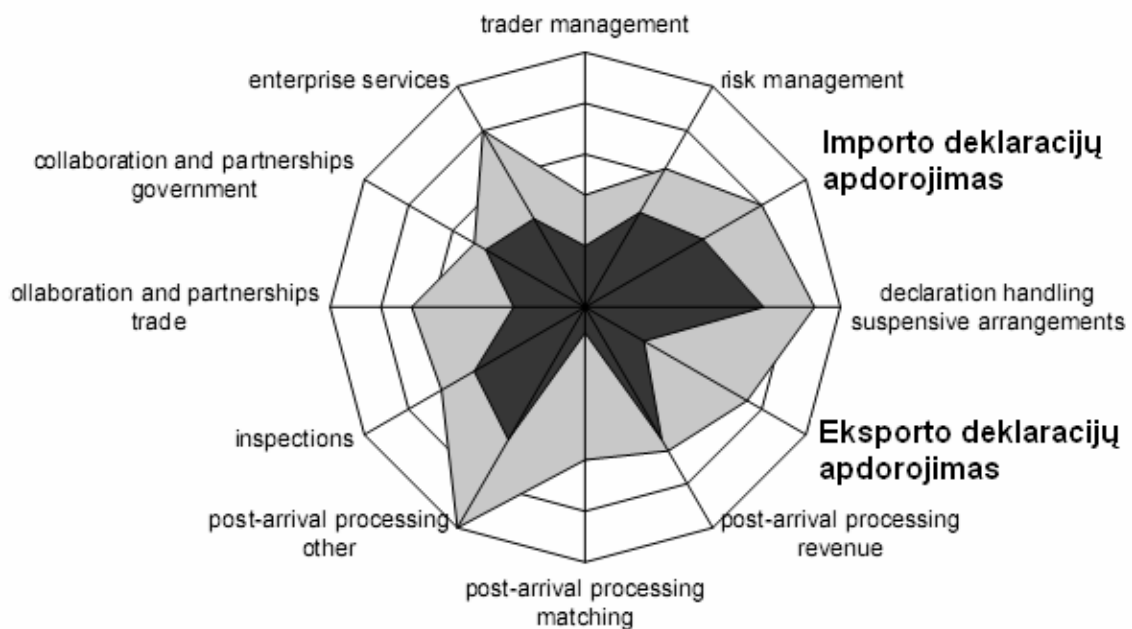 trader management
enterprise services
risk management
Importo deklaracijų
apdorojimas
collaboration and partnerships
government
ollaboration and partnerships
trade
declaration handling
suspensive arrangements
inspections
Eksporto deklaracijų
apdorojimas
post-arrival processing
other
post-arrival processing
revenue
post-arrival processing
matching